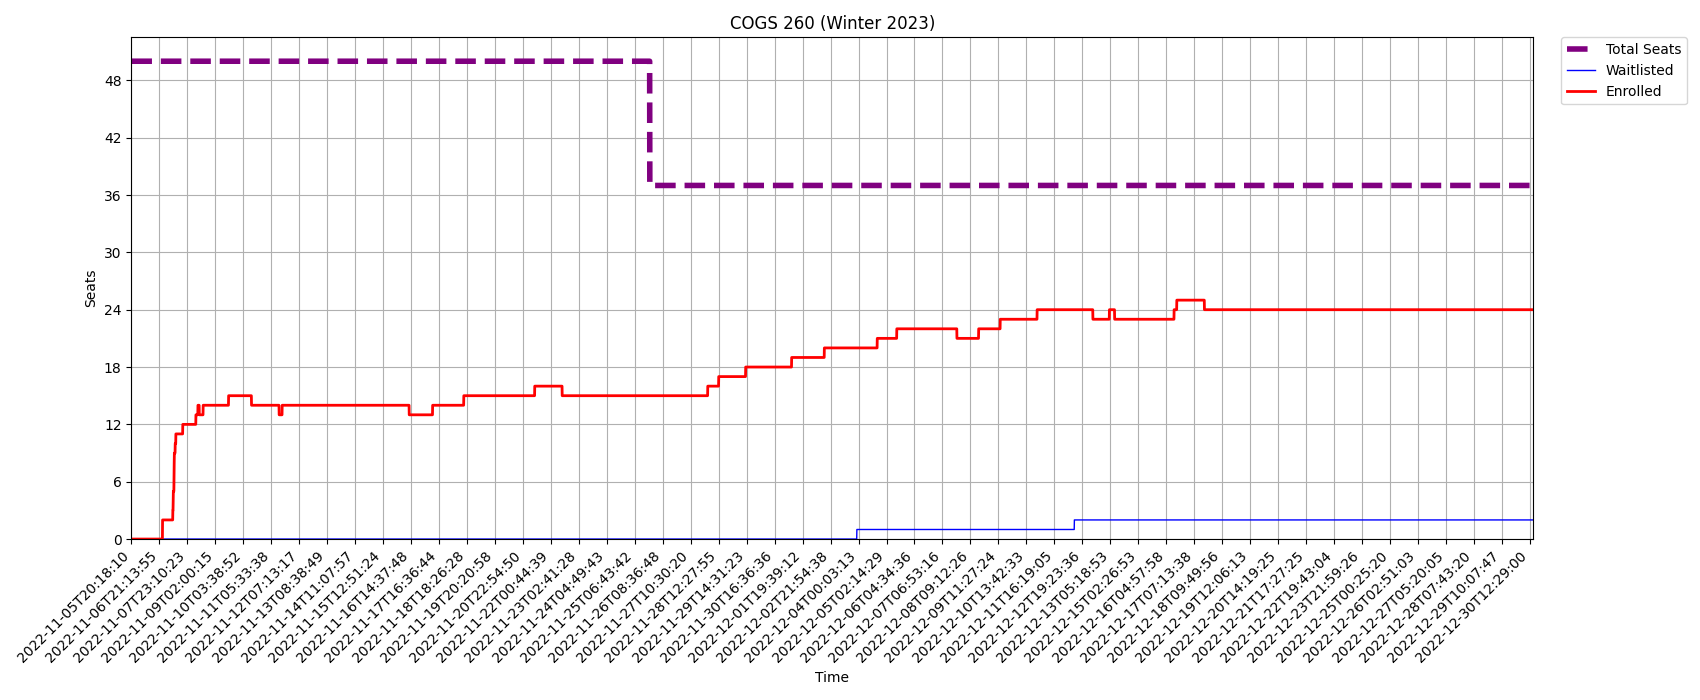 COGS 260 (Winter 2023)
Total Seats
Waitlisted
Enrolled
Seats
48
42
36
30
24
18
12
6
0
2022-11-05T20:18:10
2022-11-06T21:13:55
2022-11-07T23:10:23
2022-11-09T02:00:15
2022-11-10T03:38:52
2022-11-11T05:33:38
2022-11-12T07:13:17
2022-11-13T08:38:49
2022-11-14T11:07:57
2022-11-15T12:51:24
2022-11-16T14:37:48
2022-11-17T16:36:44
2022-11-18T18:26:28
2022-11-19T20:20:58
2022-11-20T22:54:50
2022-11-22T00:44:39
2022-11-23T02:41:28
2022-11-24T04:49:43
2022-11-25T06:43:42
2022-11-26T08:36:48
2022-11-27T10:30:20
2022-11-28T12:27:55
2022-11-29T14:31:23
2022-11-30T16:36:36
2022-12-01T19:39:12
2022-12-02T21:54:38
2022-12-04T00:03:13
2022-12-05T02:14:29
2022-12-06T04:34:36
2022-12-07T06:53:16
2022-12-08T09:12:26
2022-12-09T11:27:24
2022-12-10T13:42:33
2022-12-11T16:19:05
2022-12-12T19:23:36
2022-12-13T05:18:53
2022-12-15T02:26:53
2022-12-16T04:57:58
2022-12-17T07:13:38
2022-12-18T09:49:56
2022-12-19T12:06:13
2022-12-20T14:19:25
2022-12-21T17:27:25
2022-12-22T19:43:04
2022-12-23T21:59:26
2022-12-25T00:25:20
2022-12-26T02:51:03
2022-12-27T05:20:05
2022-12-28T07:43:20
2022-12-29T10:07:47
2022-12-30T12:29:00
Time